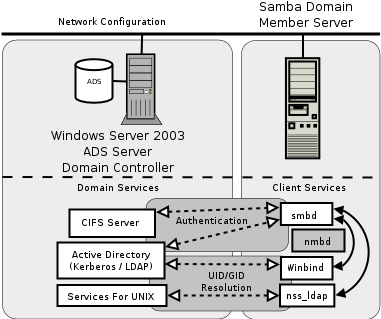 Network Configuration
Samba Domain
Member Server
ADS
Windows Server 2003
ADS Server
Domain Controller
Domain Services
Client Services
CIFS Server
Authentication
smbd
nmbd
Active Directory
(Kerberos / LDAP)
UID/GID
Resolution
Winbind
Services For UNIX
nss_ldap